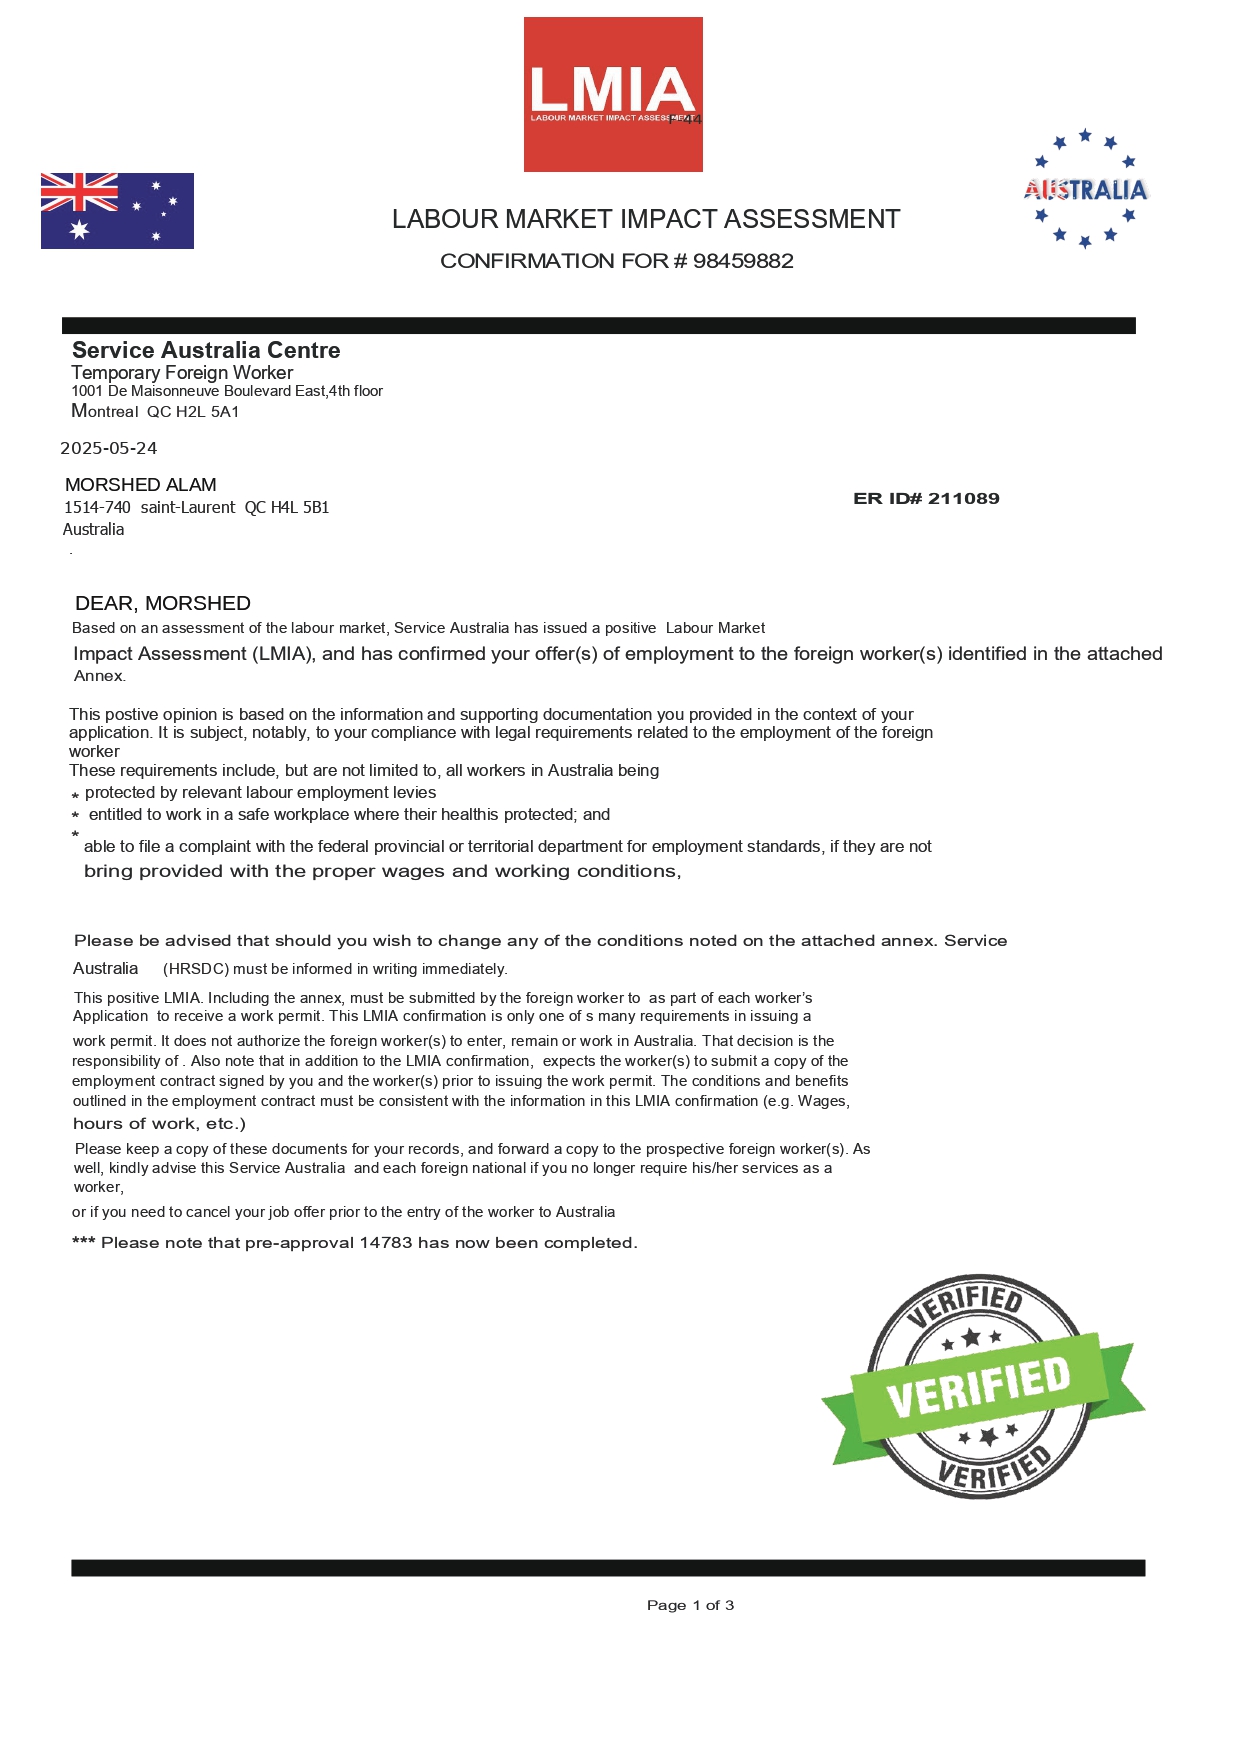 LMIA
LABOUR MARKET IMPACT ASSESSMENT
F-44
AUSTRALIA
LABOUR MARKET IMPACT ASSESSMENT
CONFIRMATION FOR # 98459882
Service Australia Centre
Temporary Foreign Worker
1001 De Maisonneuve Boulevard East,4th floor
Montreal QC H2L 5A1
2025-05-24
MORSHED ALAM
1514-740 saint-Laurent QC H4L 5B1
ER ID# 211089
Australia
.
DEAR, MORSHED
Based on an assessment of the labour market, Service Australia has issued a positive Labour Market
Impact Assessment (LMIA), and has confirmed your offer(s) of employment to the foreign worker(s) identified in the attached
Annex.
This postive opinion is based on the information and supporting documentation you provided in the context of your
application. It is subject, notably, to your compliance with legal requirements related to the employment of the foreign
worker
These requirements include, but are not limited to, all workers in Australia being
* protected by relevant labour employment levies
* entitled to work in a safe workplace where their healthis protected; and
*
able to file a complaint with the federal provincial or territorial department for employment standards, if they are not
bring provided with the proper wages and working conditions,
Please be advised that should you wish to change any of the conditions noted on the attached annex. Service
Australia (HRSDC) must be informed in writing immediately.
This positive LMIA. Including the annex, must be submitted by the foreign worker to as part of each worker’s
Application to receive a work permit. This LMIA confirmation is only one of s many requirements in issuing a
work permit. It does not authorize the foreign worker(s) to enter, remain or work in Australia. That decision is the
responsibility of . Also note that in addition to the LMIA confirmation, expects the worker(s) to submit a copy of the
employment contract signed by you and the worker(s) prior to issuing the work permit. The conditions and benefits
outlined in the employment contract must be consistent with the information in this LMIA confirmation (e.g. Wages,
hours of work, etc.)
Please keep a copy of these documents for your records, and forward a copy to the prospective foreign worker(s). As
well, kindly advise this Service Australia and each foreign national if you no longer require his/her services as a
worker,
or if you need to cancel your job offer prior to the entry of the worker to Australia
*** Please note that pre-approval 14783 has now been completed.
VERIFIED
VERIFIED
VERIFIED
Page 1 of 3